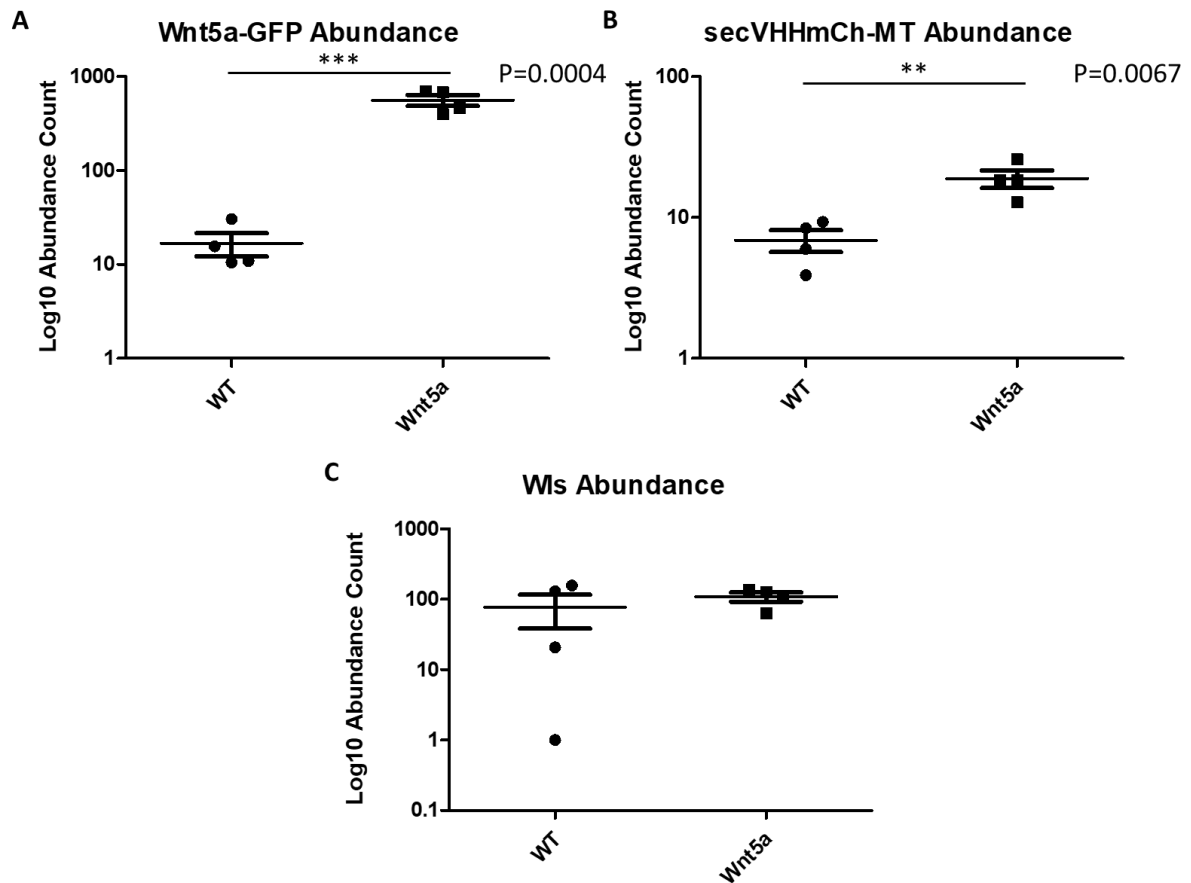 A
Wnt5a-GFP Abundance
***
P=0.0004
Log10 Abundance Count
1000
100
10
1
WT
Wnt5a
B
secVHHmCh-MT Abundance
**
P=0.0067
Log10 Abundance Count
100
10
1
WT
Wnt5a
C
Wls Abundance
Log10 Abundance Count
1000
100
10
1
0.1
WT
Wnt5a